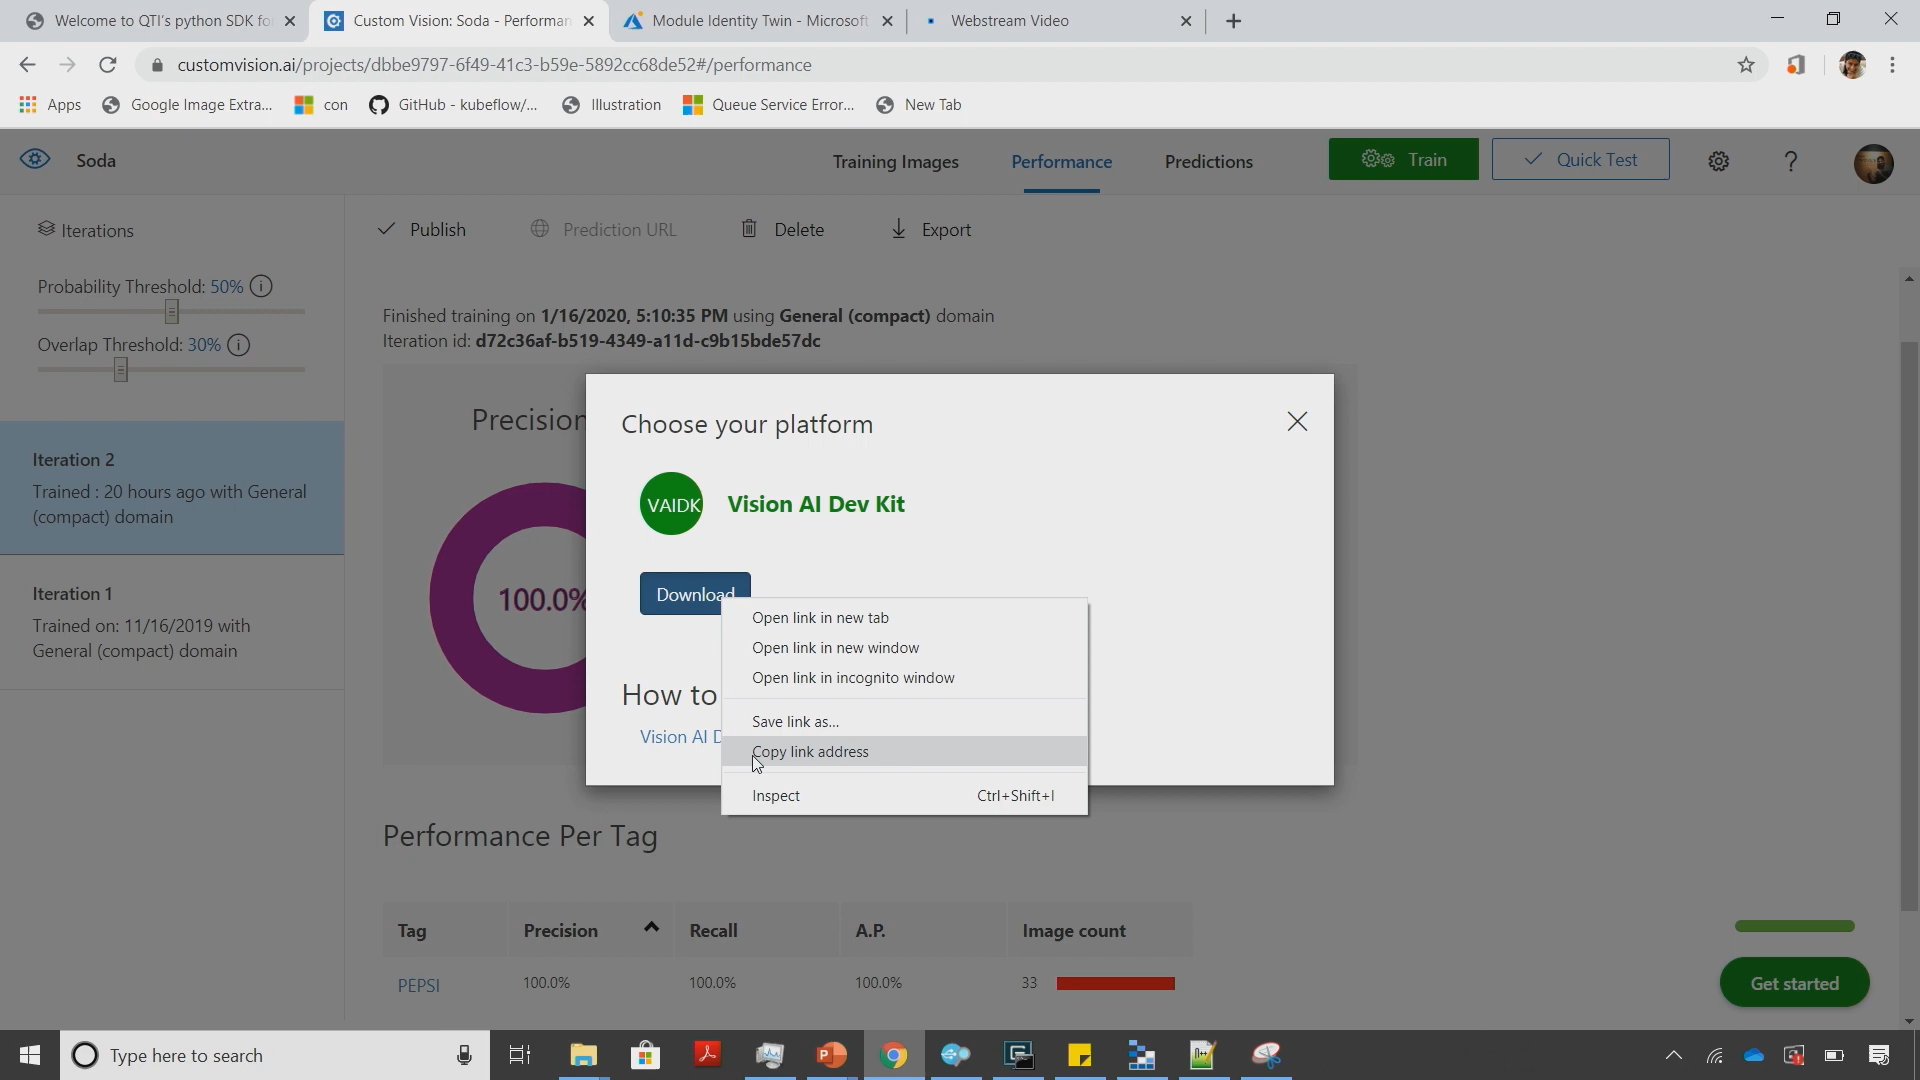 Welcome to QTI's python SDK fo
Custom Vision: Soda - Performan
Module Identity Twin - Microsoft
Webstream Video
customvision.ai/projects/dbbe9797-6f49-41c3-b59e-5892cc68de52#/performance
Apps
Google Image Extra...
con
GitHub - kubeflow/...
Illustration
Queue Service Error...
New Tab
Soda
Training Images
Performance
Predictions
Train
Quick Test
?
Iterations
Publish
Prediction URL
Delete
Export
Probability Threshold: 50% i
Overlap Threshold: 30% i
Finished training on 1/16/2020, 5:10:35 PM using General (compact) domain
Iteration id: d72c36af-b519-4349-a11d-c9b15bde57dc
Iteration 2
Trained : 20 hours ago with General
(compact) domain
Iteration 1
Trained on: 11/16/2019 with
General (compact) domain
Precision
100.0%
Choose your platform
VAIDK
Vision AI Dev Kit
Download
How to
Vision AI D
Open link in new tab
Open link in new window
Open link in incognito window
Save link as...
Copy link address
Inspect Ctrl+Shift+I
Performance Per Tag
Tag Precision Recall A.P. Image count
PEPSI 100.0% 100.0% 100.0% 33
Get started
Type here to search